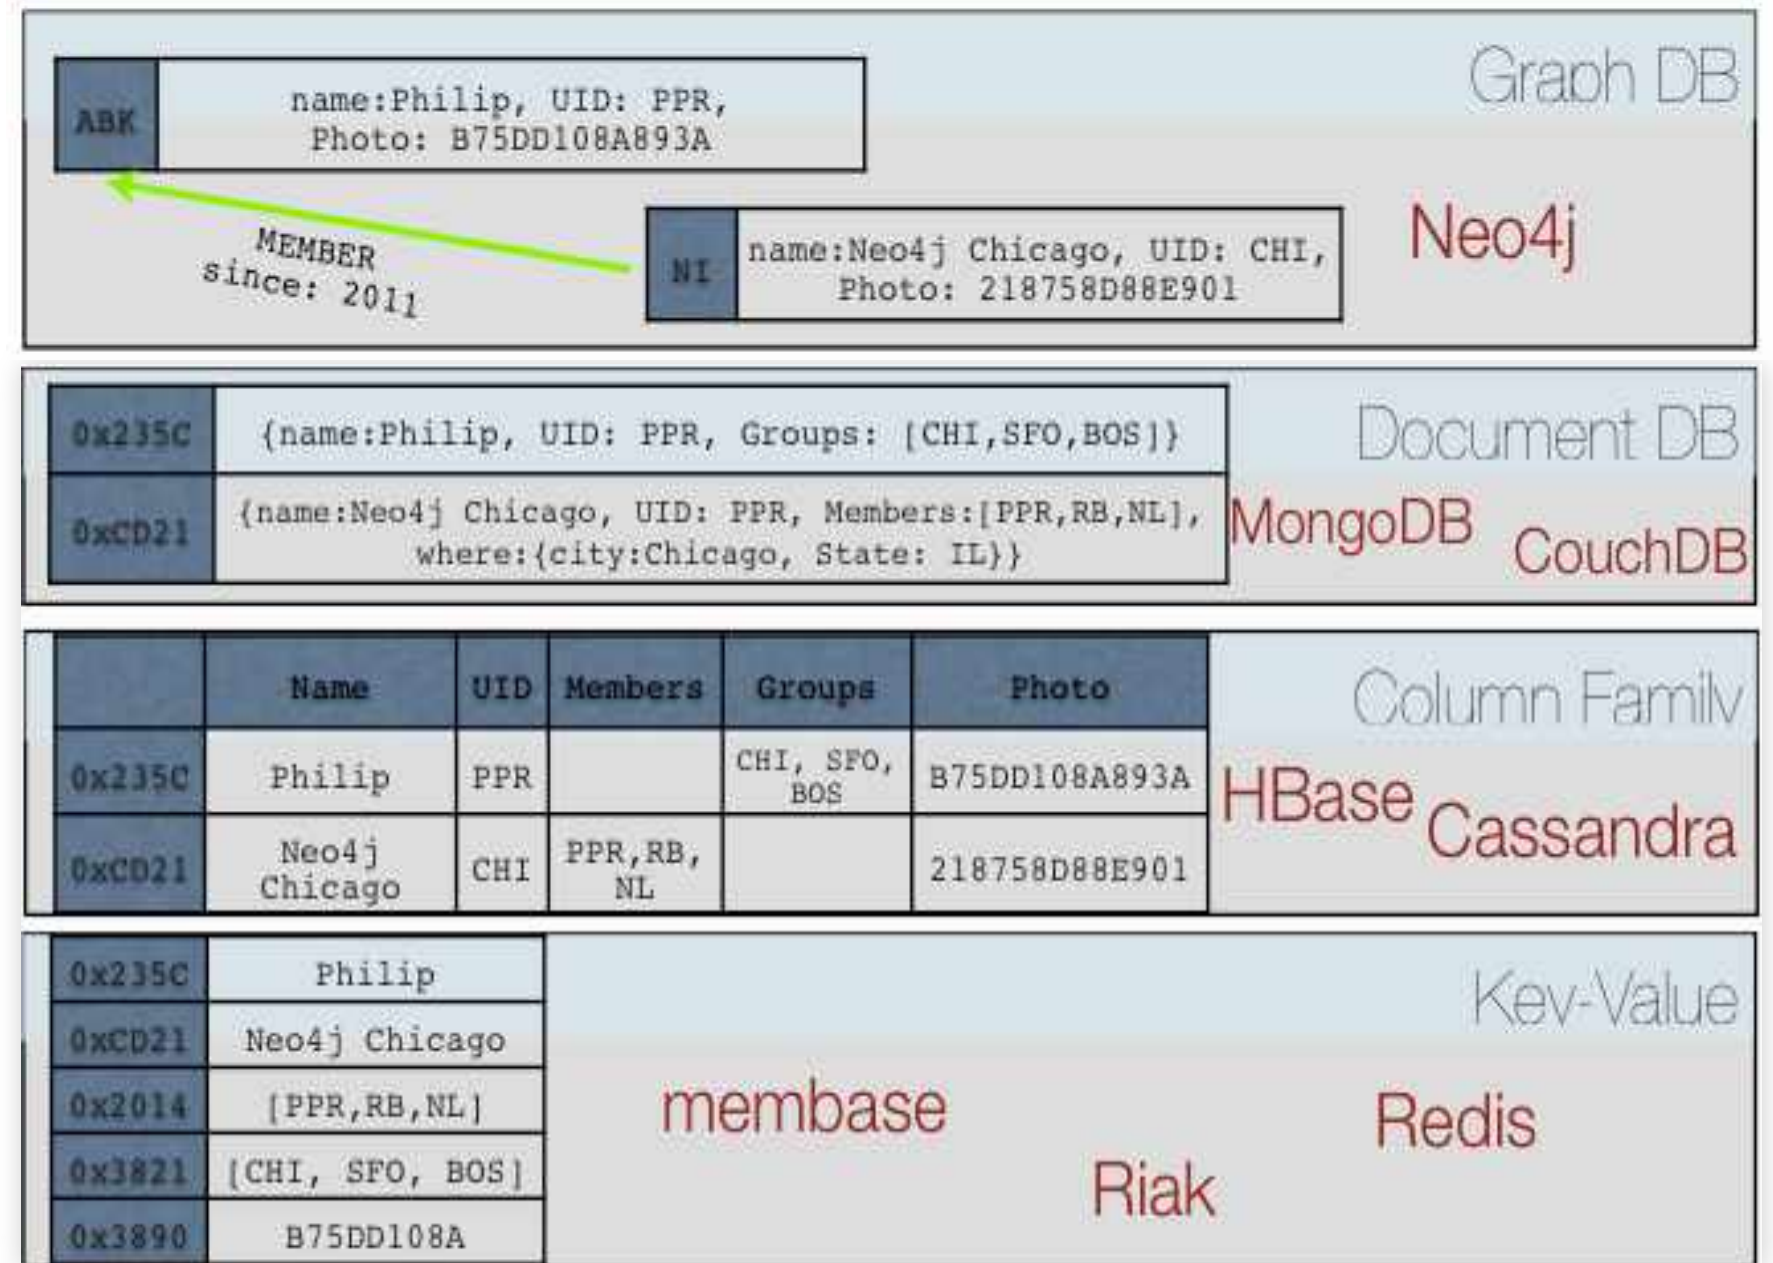 Graph DB
ABK
name:Philip, UID: PPR,
Photo: B75DD108A893A
MEMBER
since: 2011
NI
name:Neo4j Chicago, UID: CHI,
Photo: 218758D88E901
Neo4j
Document DB
0x235C
{name:Philip, UID: PPR, Groups: [CHI,SFO,BOS]}
0xCD21
{name:Neo4j Chicago, UID: PPR, Members:[PPR,RB,NL],
where:{city:Chicago, State: IL}}
MongoDB
CouchDB
Column Family
Name UID Members Groups Photo
0x235C Philip PPR CHI, SFO, B75DD108A893A
BOS
0xCD21 Neo4j CHI PPR,RB, 218758D88E901
Chicago NL
HBase
Cassandra
Key-Value
0x235C Philip
0xCD21 Neo4j Chicago
0x2014 [PPR,RB,NL]
0x3821 [CHI, SFO, BOS]
0x3890 B75DD108A
membase
Riak
Redis